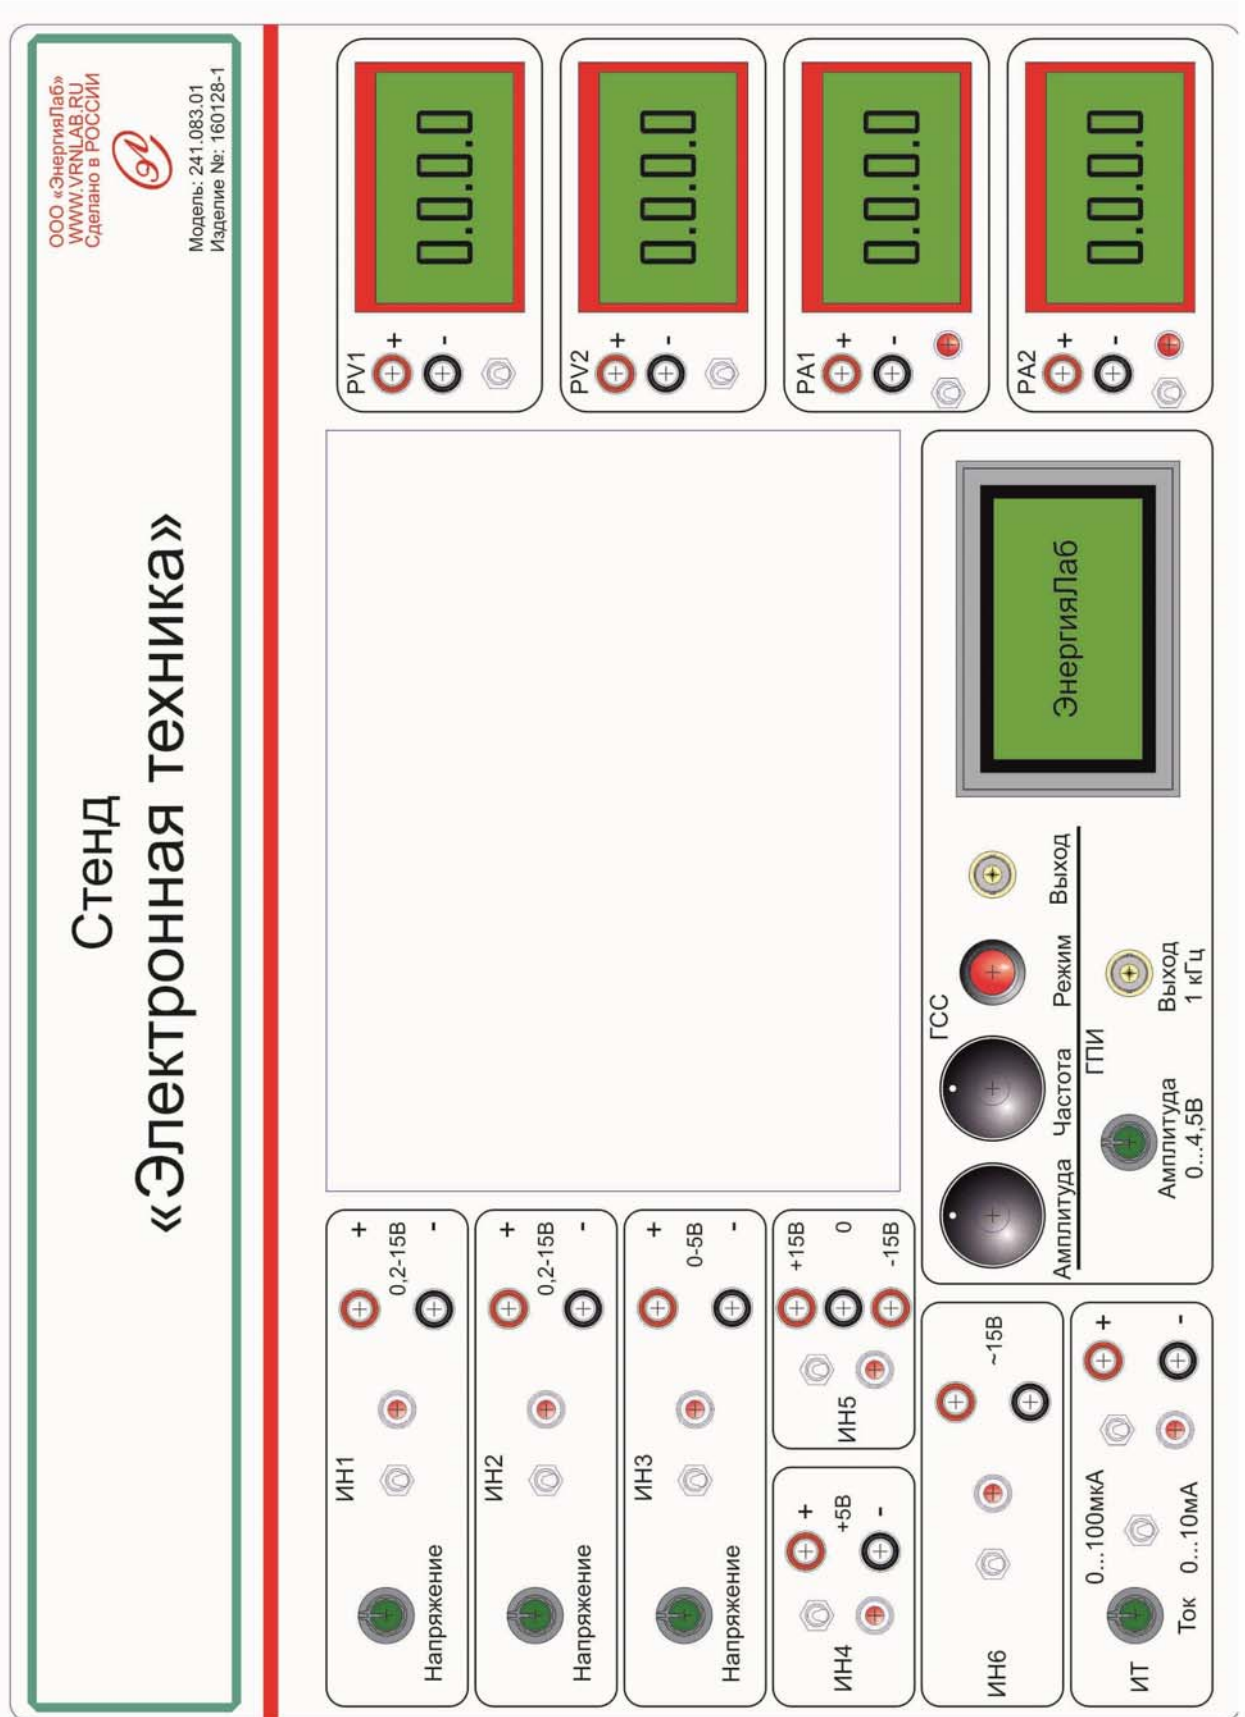 Стенд
«Электронная техника»
ООО «ЭнергияЛаб»
WWW.VRNLAB.RU
Сделано в РОССИИ
Модель: 241.083.01
Изделие №: 160128-1
ИН1
+
0,2-15В
-
Напряжение
ИН2
+
0,2-15В
-
Напряжение
ИН3
+
0-5В
-
Напряжение
ИН4
+
+5В
-
ИН5
+15В
0
-15В
ИН6
~15В
ИТ
0...100мкА
+
-
Ток
0...10мА
ГСС
Амплитуда
Частота
Режим
Выход
ГПИ
Амплитуда
0...4,5В
Выход
1 кГц
ЭнергияЛаб
PV1
+
-
0.0.0.0
PV2
+
-
0.0.0.0
PA1
+
-
0.0.0.0
PA2
+
-
0.0.0.0